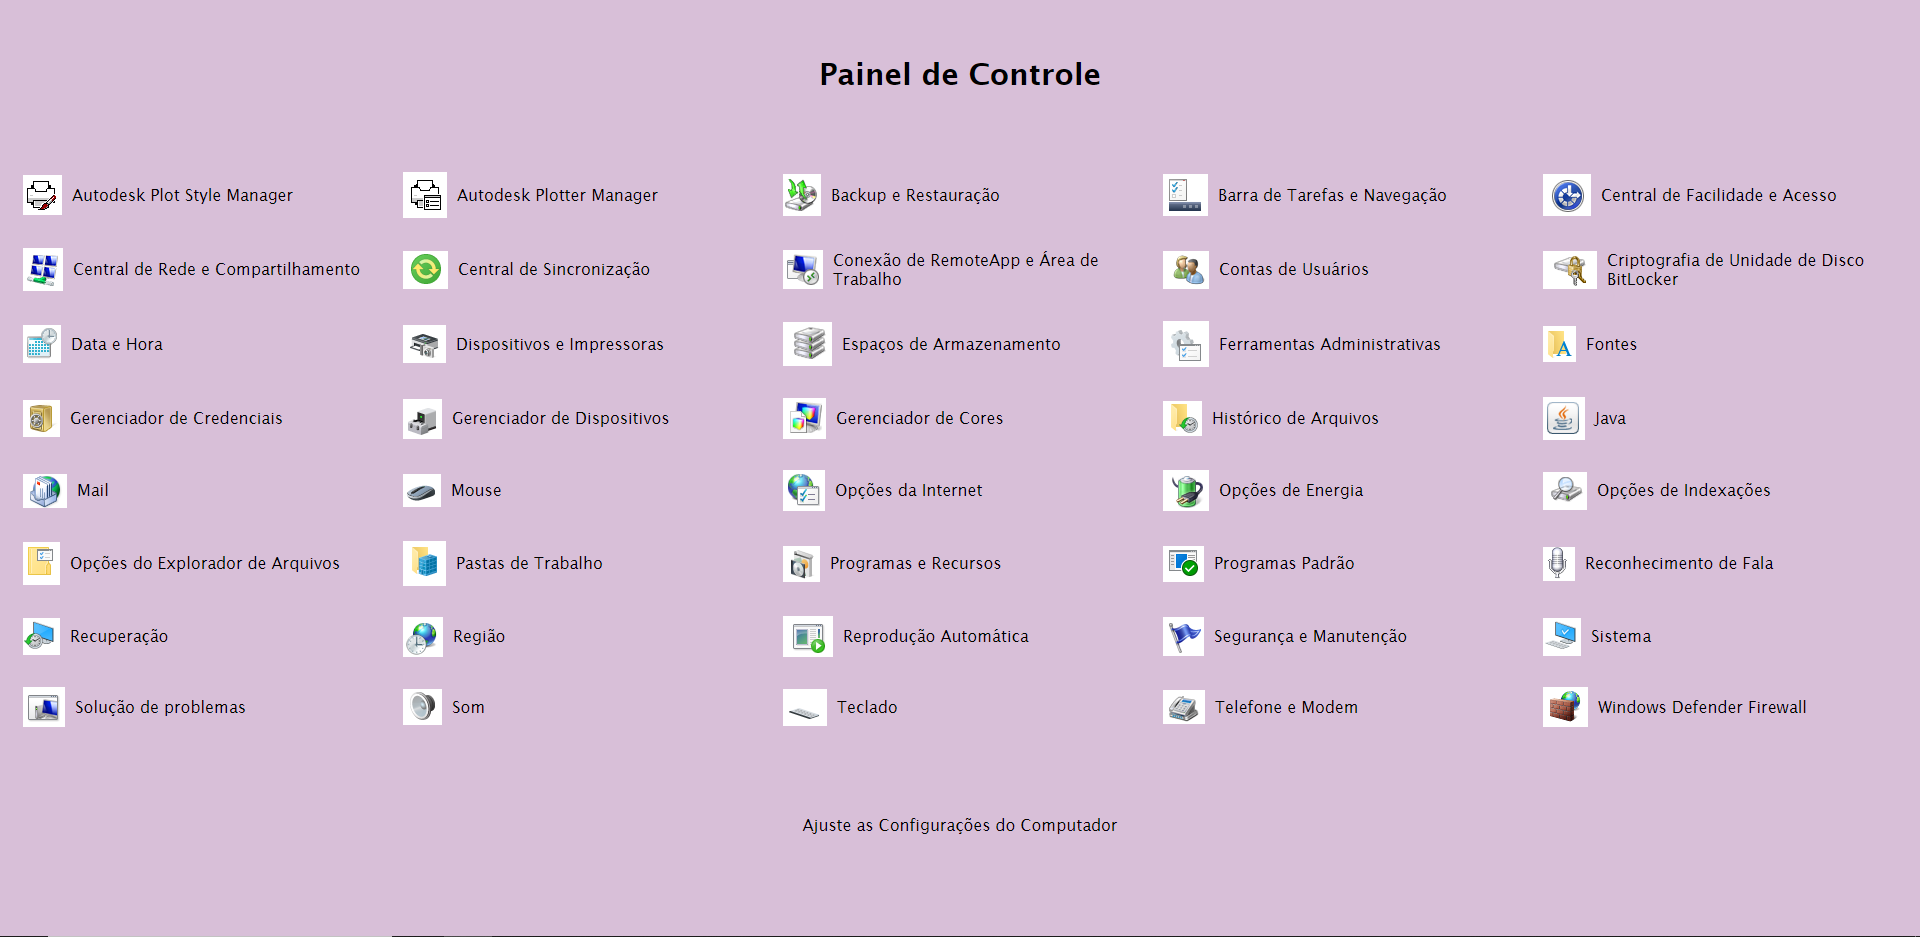 Painel de Controle
Autodesk Plot Style Manager
Autodesk Plotter Manager
Backup e Restauração
Barra de Tarefas e Navegação
Central de Facilidade e Acesso
Central de Rede e Compartilhamento
Central de Sincronização
Conexão de RemoteApp e Área de
Trabalho
Contas de Usuários
Criptografia de Unidade de Disco
BitLocker
Data e Hora
Dispositivos e Impressoras
Espaços de Armazenamento
Ferramentas Administrativas
Fontes
Gerenciador de Credenciais
Gerenciador de Dispositivos
Gerenciador de Cores
Histórico de Arquivos
Java
Mail
Mouse
Opções da Internet
Opções de Energia
Opções de Indexações
Opções do Explorador de Arquivos
Pastas de Trabalho
Programas e Recursos
Programas Padrão
Reconhecimento de Fala
Recuperação
Região
Reprodução Automática
Segurança e Manutenção
Sistema
Solução de problemas
Som
Teclado
Telefone e Modem
Windows Defender Firewall
Ajuste as Configurações do Computador